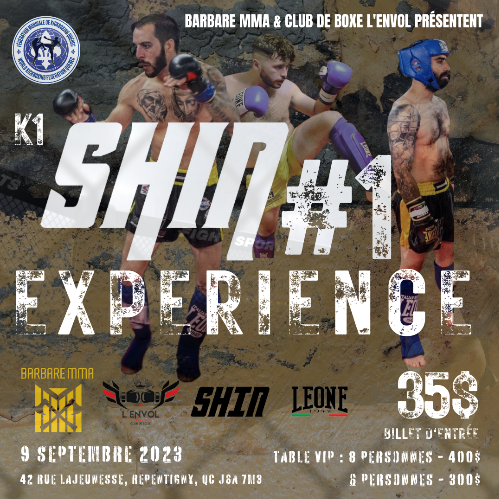 BARBARE MMA & CLUB DE BOXE L'ENVOL PRÉSENTENT
K1
SHIN #1
EXPERIENCE
BARBARE MMA
L'ENVOL
SHIN
LEONE
35$
BILLET D'ENTRÉE
9 SEPTEMBRE 2023
TABLE VIP : 8 PERSONNES - 400$
42 RUE LAJEUNESSE, REPENTIGNY, QC J6A 7M3
6 PERSONNES - 300$